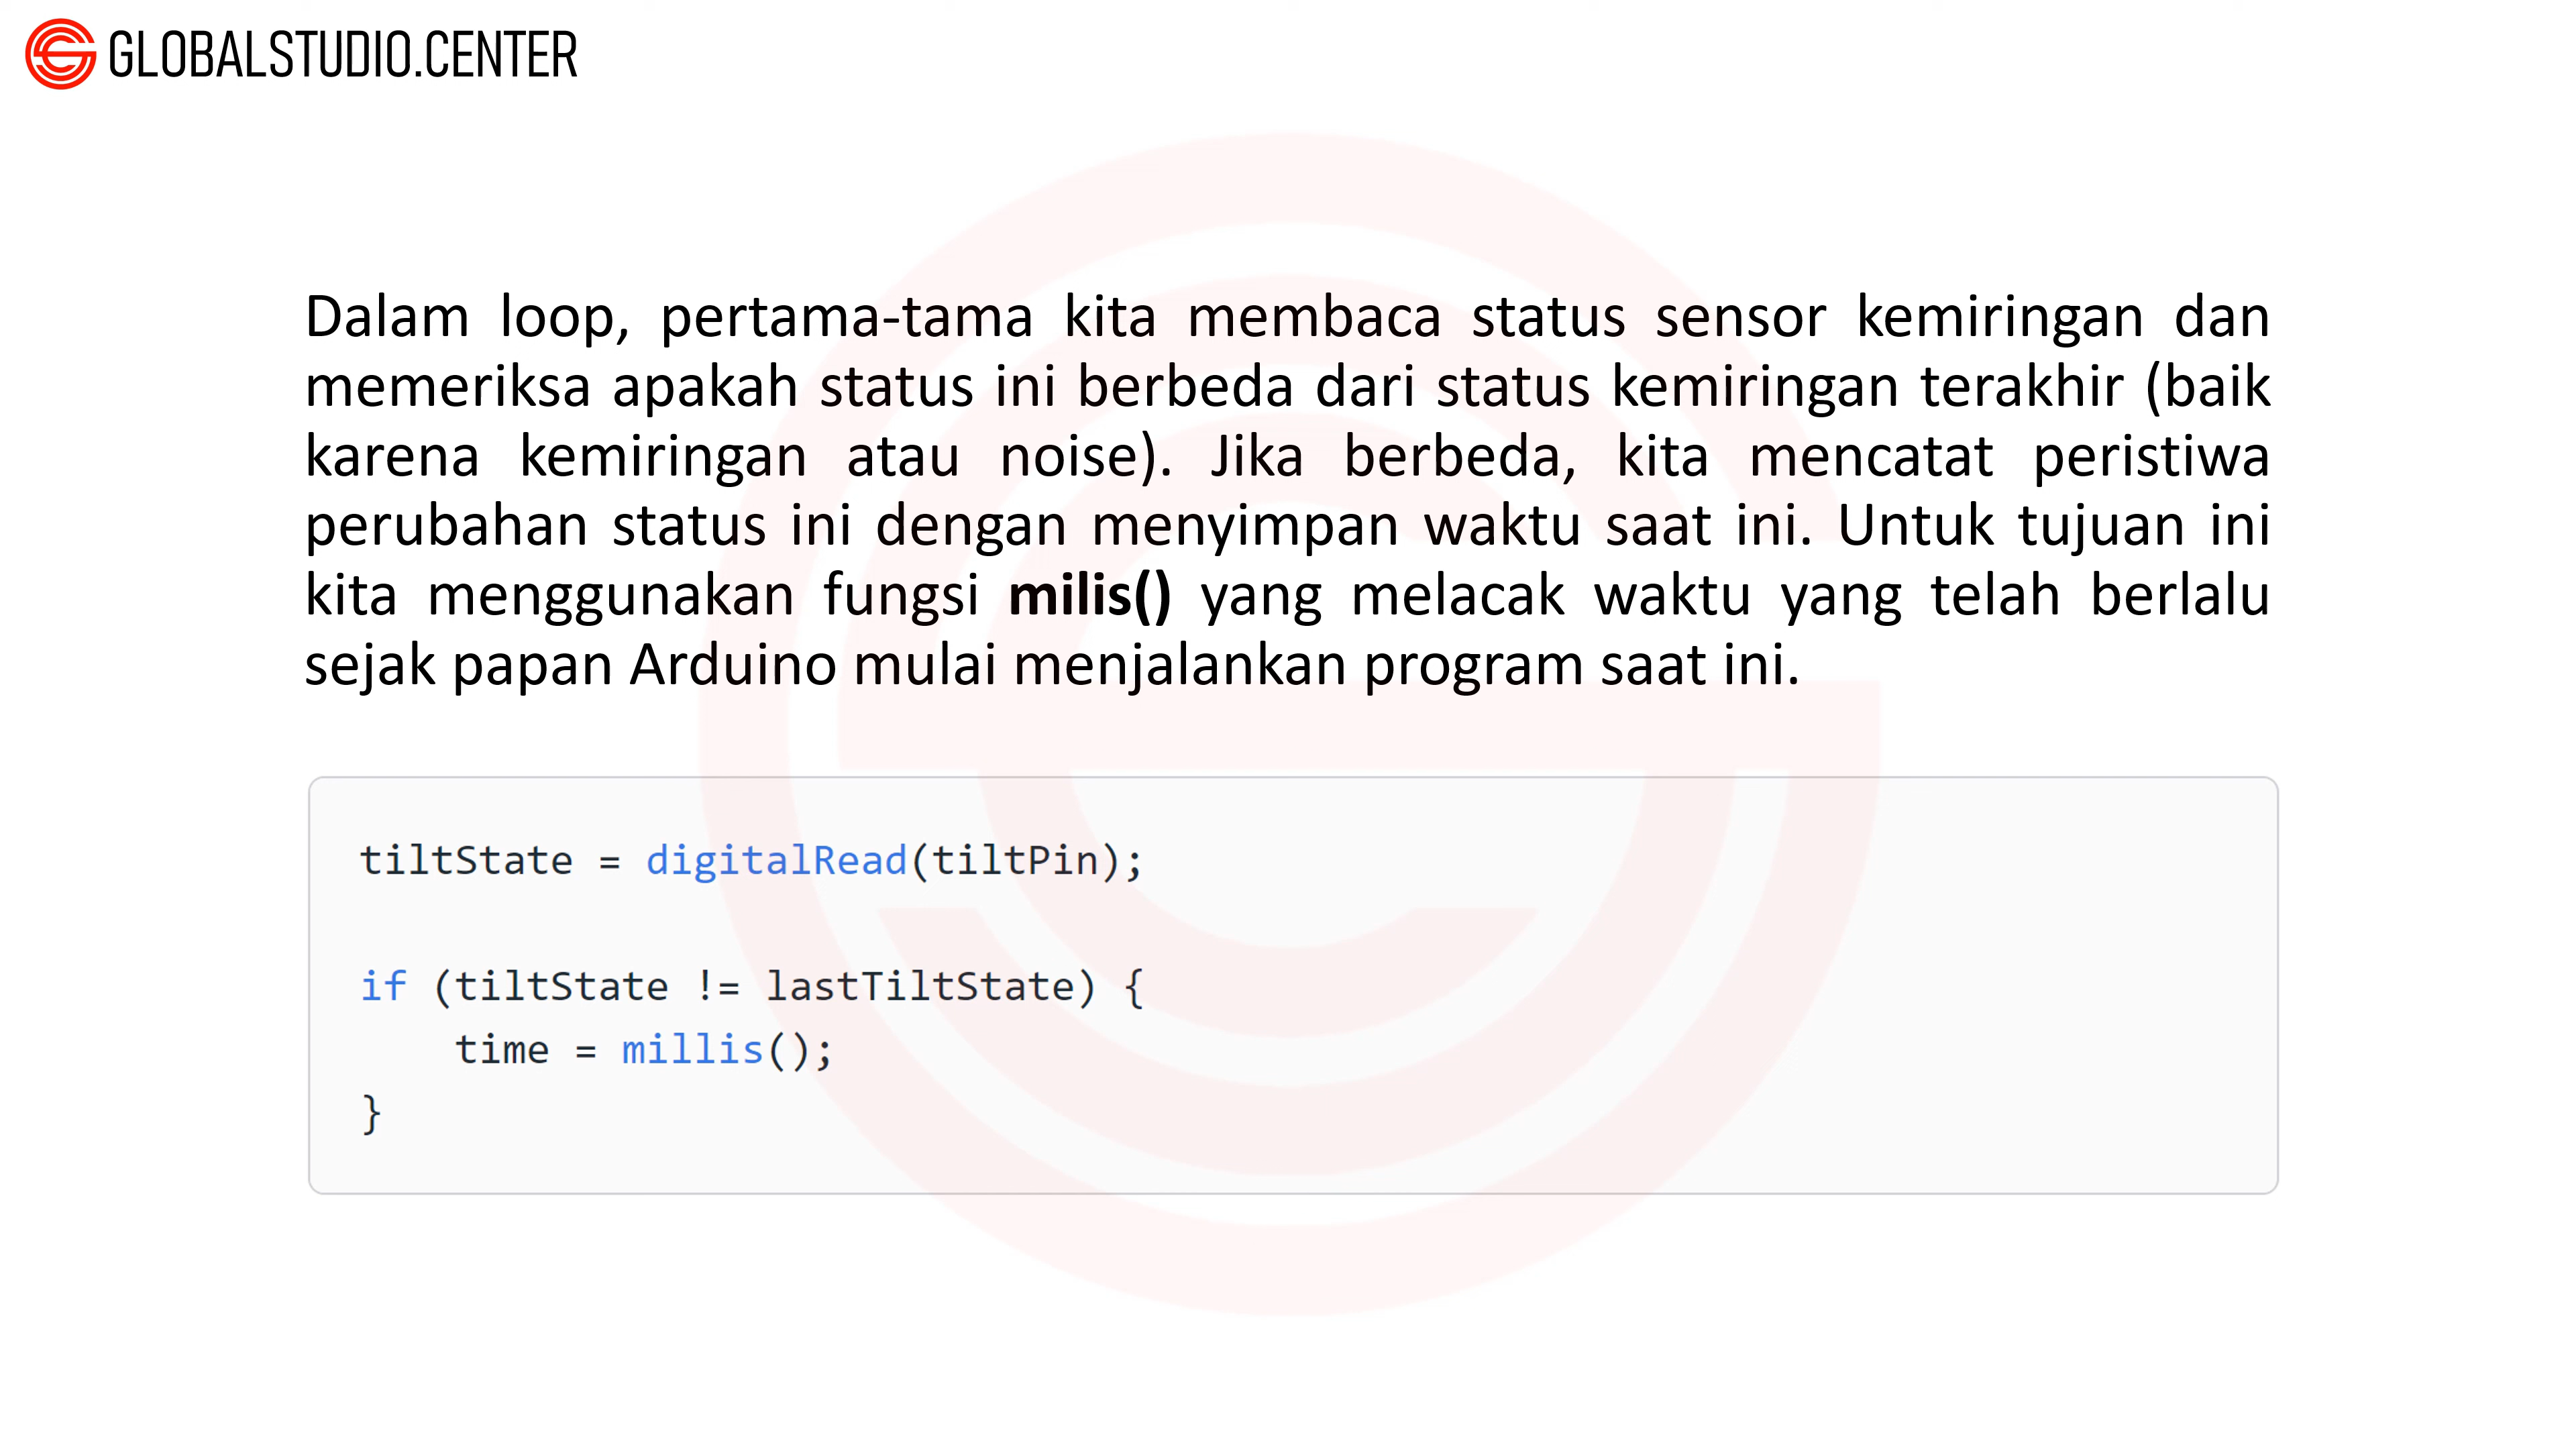 GLOBALSTUDIO.CENTER
Dalam loop, pertama-tama kita membaca status sensor kemiringan dan
memeriksa apakah status ini berbeda dari status kemiringan terakhir (baik
karena kemiringan atau noise). Jika berbeda, kita mencatat peristiwa
perubahan status ini dengan menyimpan waktu saat ini. Untuk tujuan ini
kita menggunakan fungsi milis() yang melacak waktu yang telah berlalu
sejak papan Arduino mulai menjalankan program saat ini.
tiltState = digitalRead(tiltPin);
if (tiltState != lastTiltState) {
    time = millis();
}